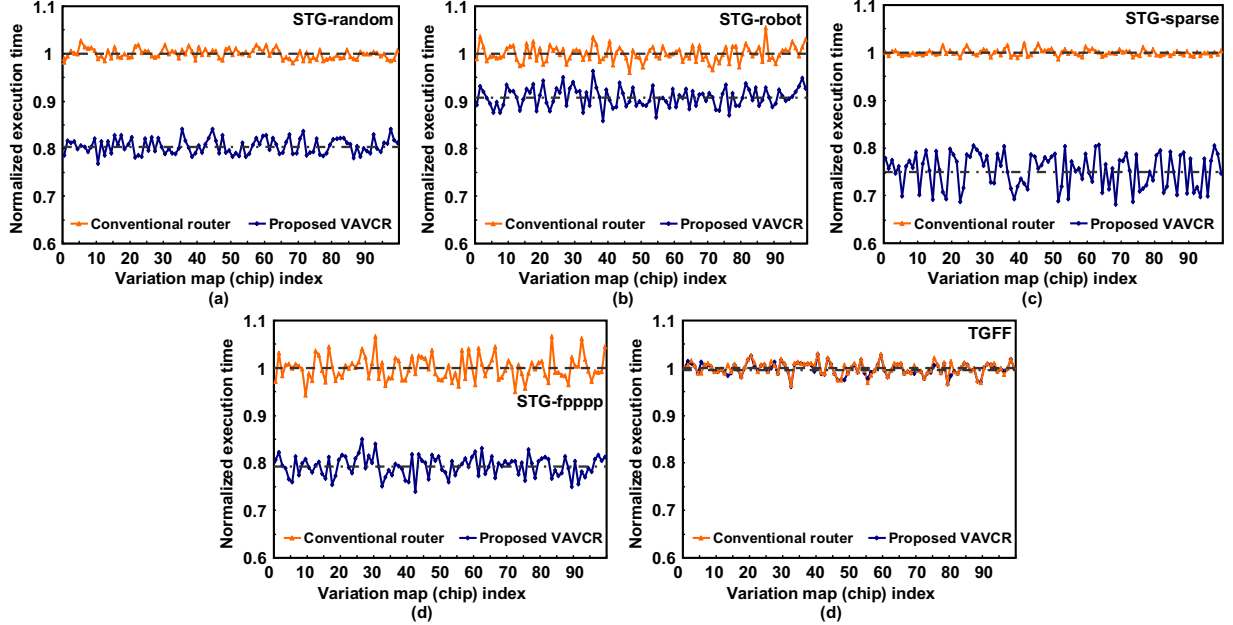 STG-random
Normalized execution time
1.1
1
0.9
0.8
0.7
0.6
Conventional router
Proposed VAVCR
0 10 20 30 40 50 60 70 80 90
Variation map (chip) index
(a)
STG-robot
Normalized execution time
1.1
1
0.9
0.8
0.7
0.6
Conventional router
Proposed VAVCR
0 10 20 30 40 50 60 70 80 90
Variation map (chip) index
(b)
STG-sparse
Normalized execution time
1.1
1
0.9
0.8
0.7
0.6
Conventional router
Proposed VAVCR
0 10 20 30 40 50 60 70 80 90
Variation map (chip) index
(c)
STG-fpppp
Normalized execution time
1.1
1
0.9
0.8
0.7
0.6
Conventional router
Proposed VAVCR
0 10 20 30 40 50 60 70 80 90
Variation map (chip) index
(d)
TGFF
Normalized execution time
1.1
1
0.9
0.8
0.7
0.6
Conventional router
Proposed VAVCR
0 10 20 30 40 50 60 70 80 90
Variation map (chip) index
(d)